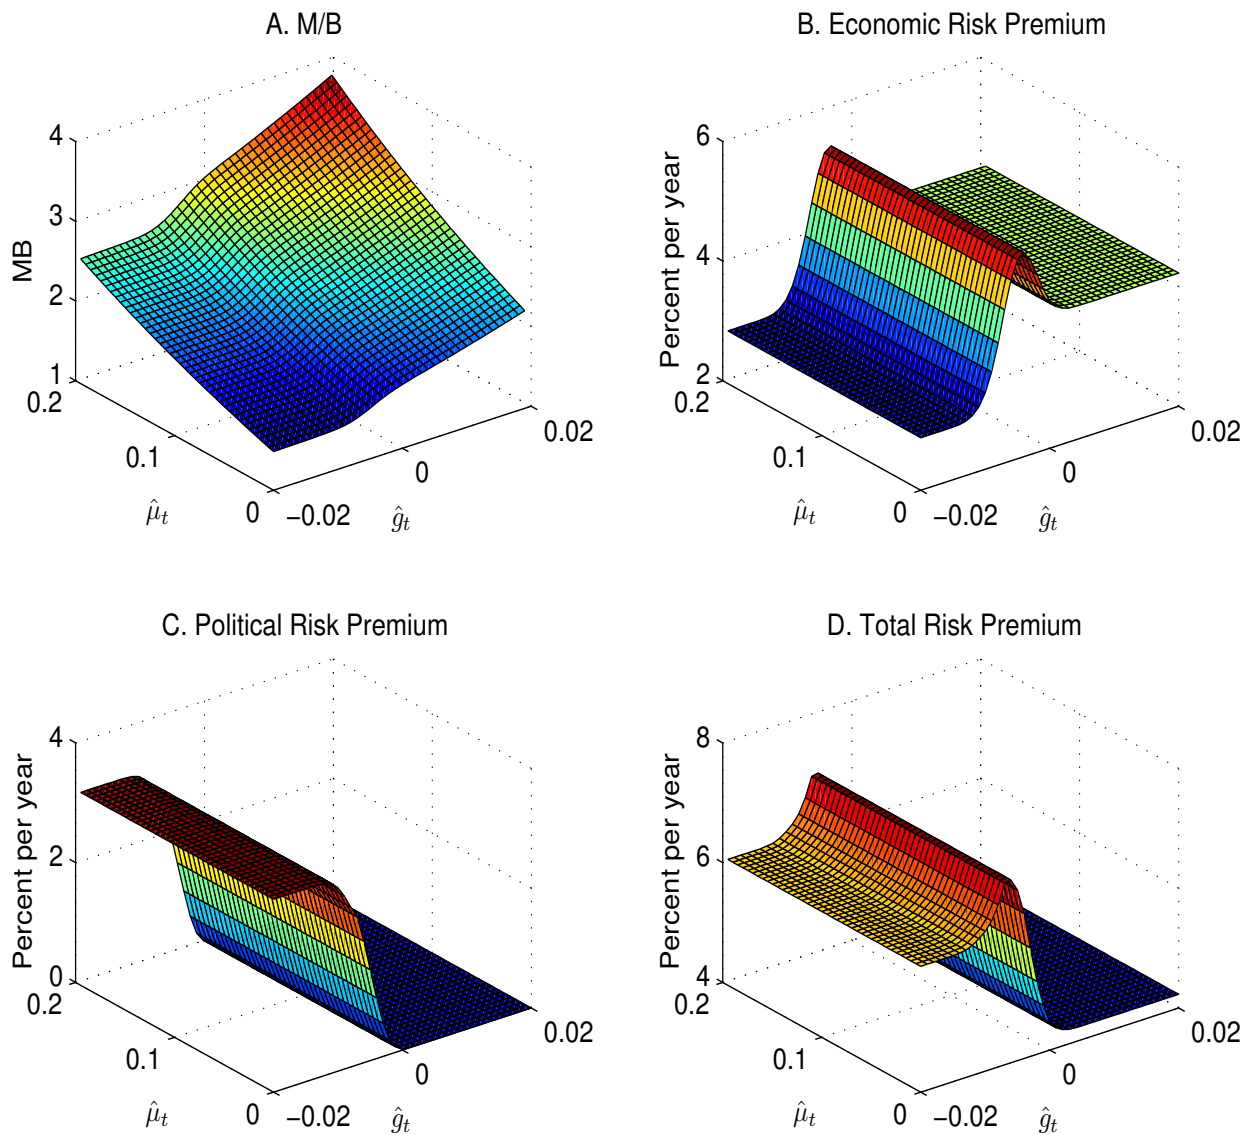 A. M/B
MB
4
3
2
1
0.2
0.1
0
−0.02
0
0.02
μ̂ₜ
ĝₜ
B. Economic Risk Premium
Percent per year
6
4
2
0.2
0.1
0
−0.02
0
0.02
μ̂ₜ
ĝₜ
C. Political Risk Premium
Percent per year
4
2
0
0.2
0.1
0
−0.02
0
0.02
μ̂ₜ
ĝₜ
D. Total Risk Premium
Percent per year
8
6
4
0.2
0.1
0
−0.02
0
0.02
μ̂ₜ
ĝₜ